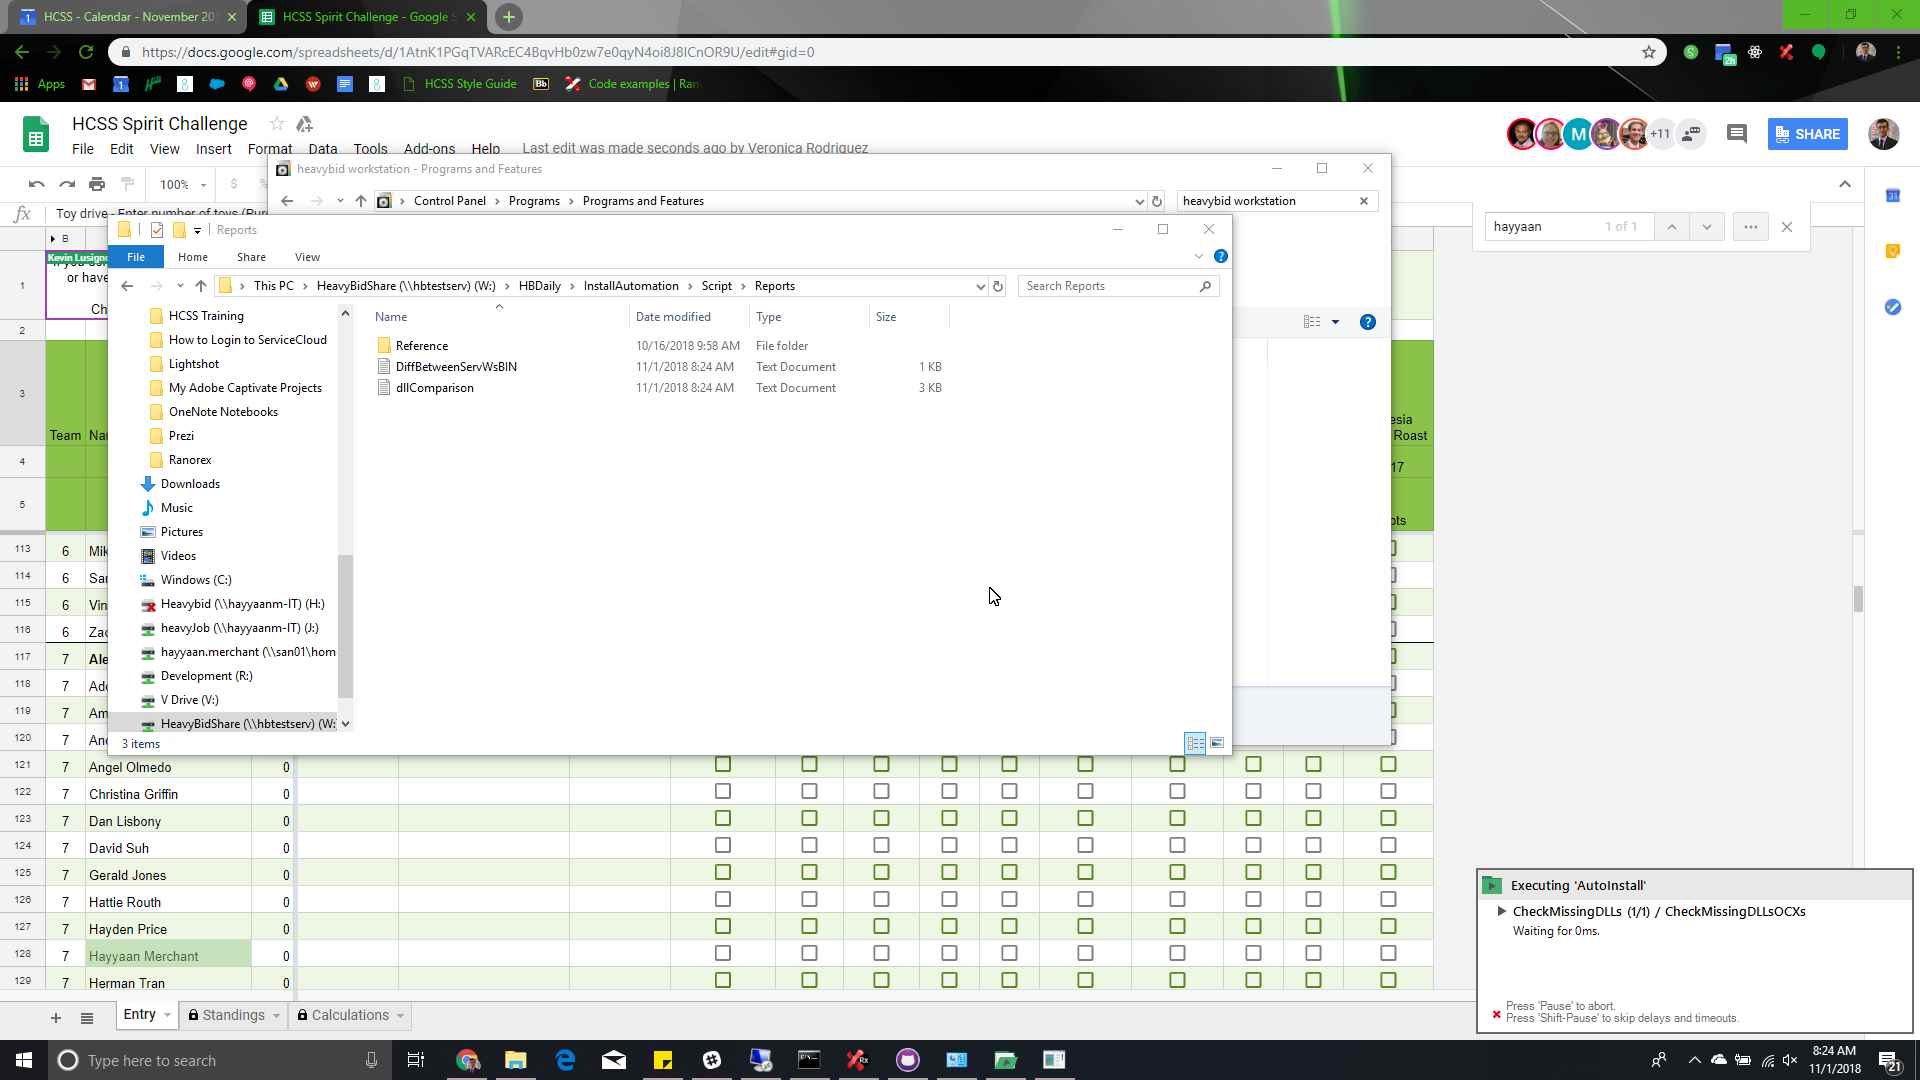 HCSS - Calendar - November 20
HCSS Spirit Challenge - Google S
https://docs.google.com/spreadsheets/d/1AtnK1PGqTVARcEC4BqvHb0zw7e0qyN4oi8J8ICnOR9U/edit#gid=0
Apps
HCSS Style Guide
Bb
Code examples | Ran
HCSS Spirit Challenge
File Edit View Insert Format Data Tools Add-ons Help
Last edit was made seconds ago by Veronica Rodriguez
M
+11
SHARE
100%
$
%
heavybid workstation - Programs and Features
Control Panel > Programs > Programs and Features
heavybid workstation
fx
Toy drive - Enter number of toys (Pur
hayyaan
1 of 1
B
Kevin Lusigno
or have
Ch
Reports
File Home Share View
This PC > HeavyBidShare (\\hbtestserv) (W:) > HBDaily > InstallAutomation > Script > Reports
Search Reports
Name Date modified Type Size
Reference 10/16/2018 9:58 AM File folder
DiffBetweenServWsBIN 11/1/2018 8:24 AM Text Document 1 KB
dllComparison 11/1/2018 8:24 AM Text Document 3 KB
HCSS Training
How to Login to ServiceCloud
Lightshot
My Adobe Captivate Projects
OneNote Notebooks
Prezi
Ranorex
Downloads
Music
Pictures
Videos
Windows (C:)
Heavybid (\\hayyaanm-IT) (H:)
heavyJob (\\hayyaanm-IT) (J:)
hayyaan.merchant (\\san01\hom
Development (R:)
V Drive (V:)
HeavyBidShare (\\hbtestserv) (W:
3 items
1
2
3
Team Nar
esia
Roast
4
17
5
ots
113 6 Mik
114 6 Sar
115 6 Vin
116 6 Zac
117 7 Ale
118 7 Add
119 7 Am
120 7 And
121 7 Angel Olmedo 0
122 7 Christina Griffin 0
123 7 Dan Lisbony 0
124 7 David Suh 0
125 7 Gerald Jones 0
126 7 Hattie Routh 0
127 7 Hayden Price 0
128 7 Hayyaan Merchant 0
129 7 Herman Tran 0
Entry
Standings
Calculations
Executing 'AutoInstall'
CheckMissingDLLs (1/1) / CheckMissingDLLsOCXs
Waiting for 0ms.
Press 'Pause' to abort.
Press 'Shift-Pause' to skip delays and timeouts.
Type here to search
8:24 AM
11/1/2018
21